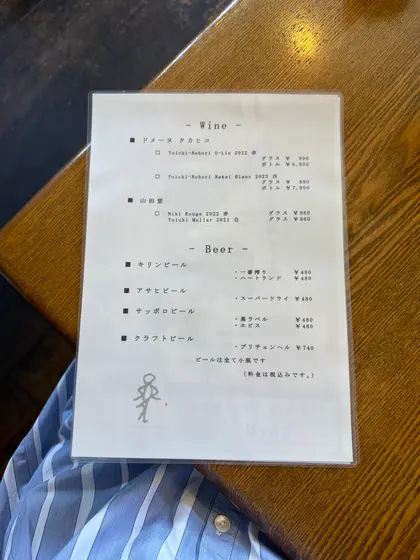 - Wine -
■ ドメーヌ タカヒコ
□ Yoichi-Nobori 2022 赤
グラス ¥ 990
ボトル ¥6,900
□ Yoichi-Nobori Blanc 2022 白
グラス ¥ 890
ボトル ¥7,900
■ 山田堂
□ Niki Rouge 2022 赤 グラス ¥860
Yoichi Muller 2021 白 グラス ¥860
- Beer -
■ キリンビール
・一番搾り ¥480
・ハートランド ¥480
■ アサヒビール
・スーパードライ ¥480
■ サッポロビール
・黒ラベル ¥480
・エビス ¥480
■ クラフトビール
・プリチェンヘル ¥740
ビールは全て小瓶です
(料金は税込みです。)